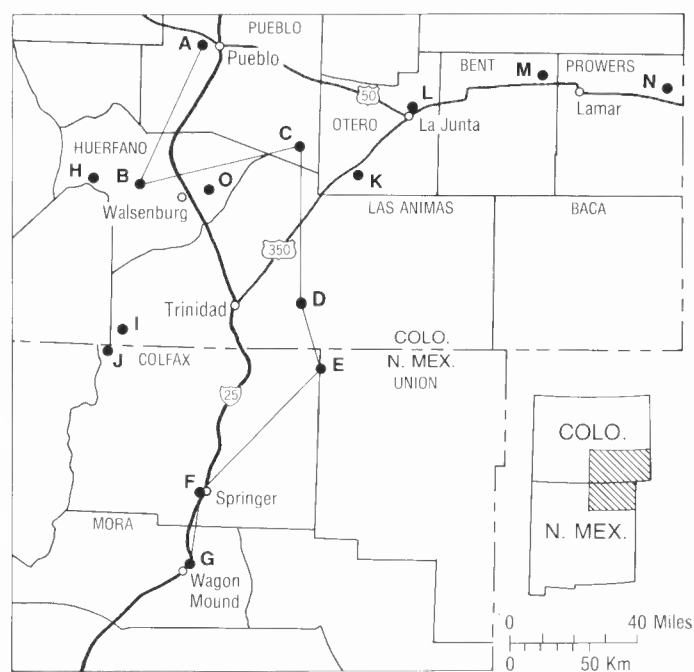 PUEBLO
A
Pueblo
BENT
M
PROWERS
N
50
L
Lamar
OTERO
La Junta
C
HUERFANO
H
B
O
K
Walsenburg
LAS ANIMAS
BACA
350
Trinidad
D
I
J
COLFAX
COLO.
N. MEX.
E
UNION
25
COLO.
F
Springer
N. MEX.
MORA
G
Wagon
Mound
0
40 Miles
0
50 Km